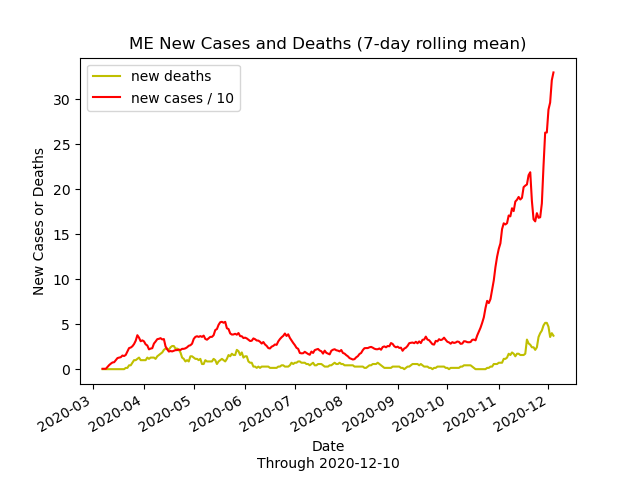 ME New Cases and Deaths (7-day rolling mean)
new deaths
new cases / 10
30
25
20
15
10
5
0
New Cases or Deaths
2020-03
2020-04
2020-05
2020-06
2020-07
2020-08
2020-09
2020-10
2020-11
2020-12
Date
Through 2020-12-10